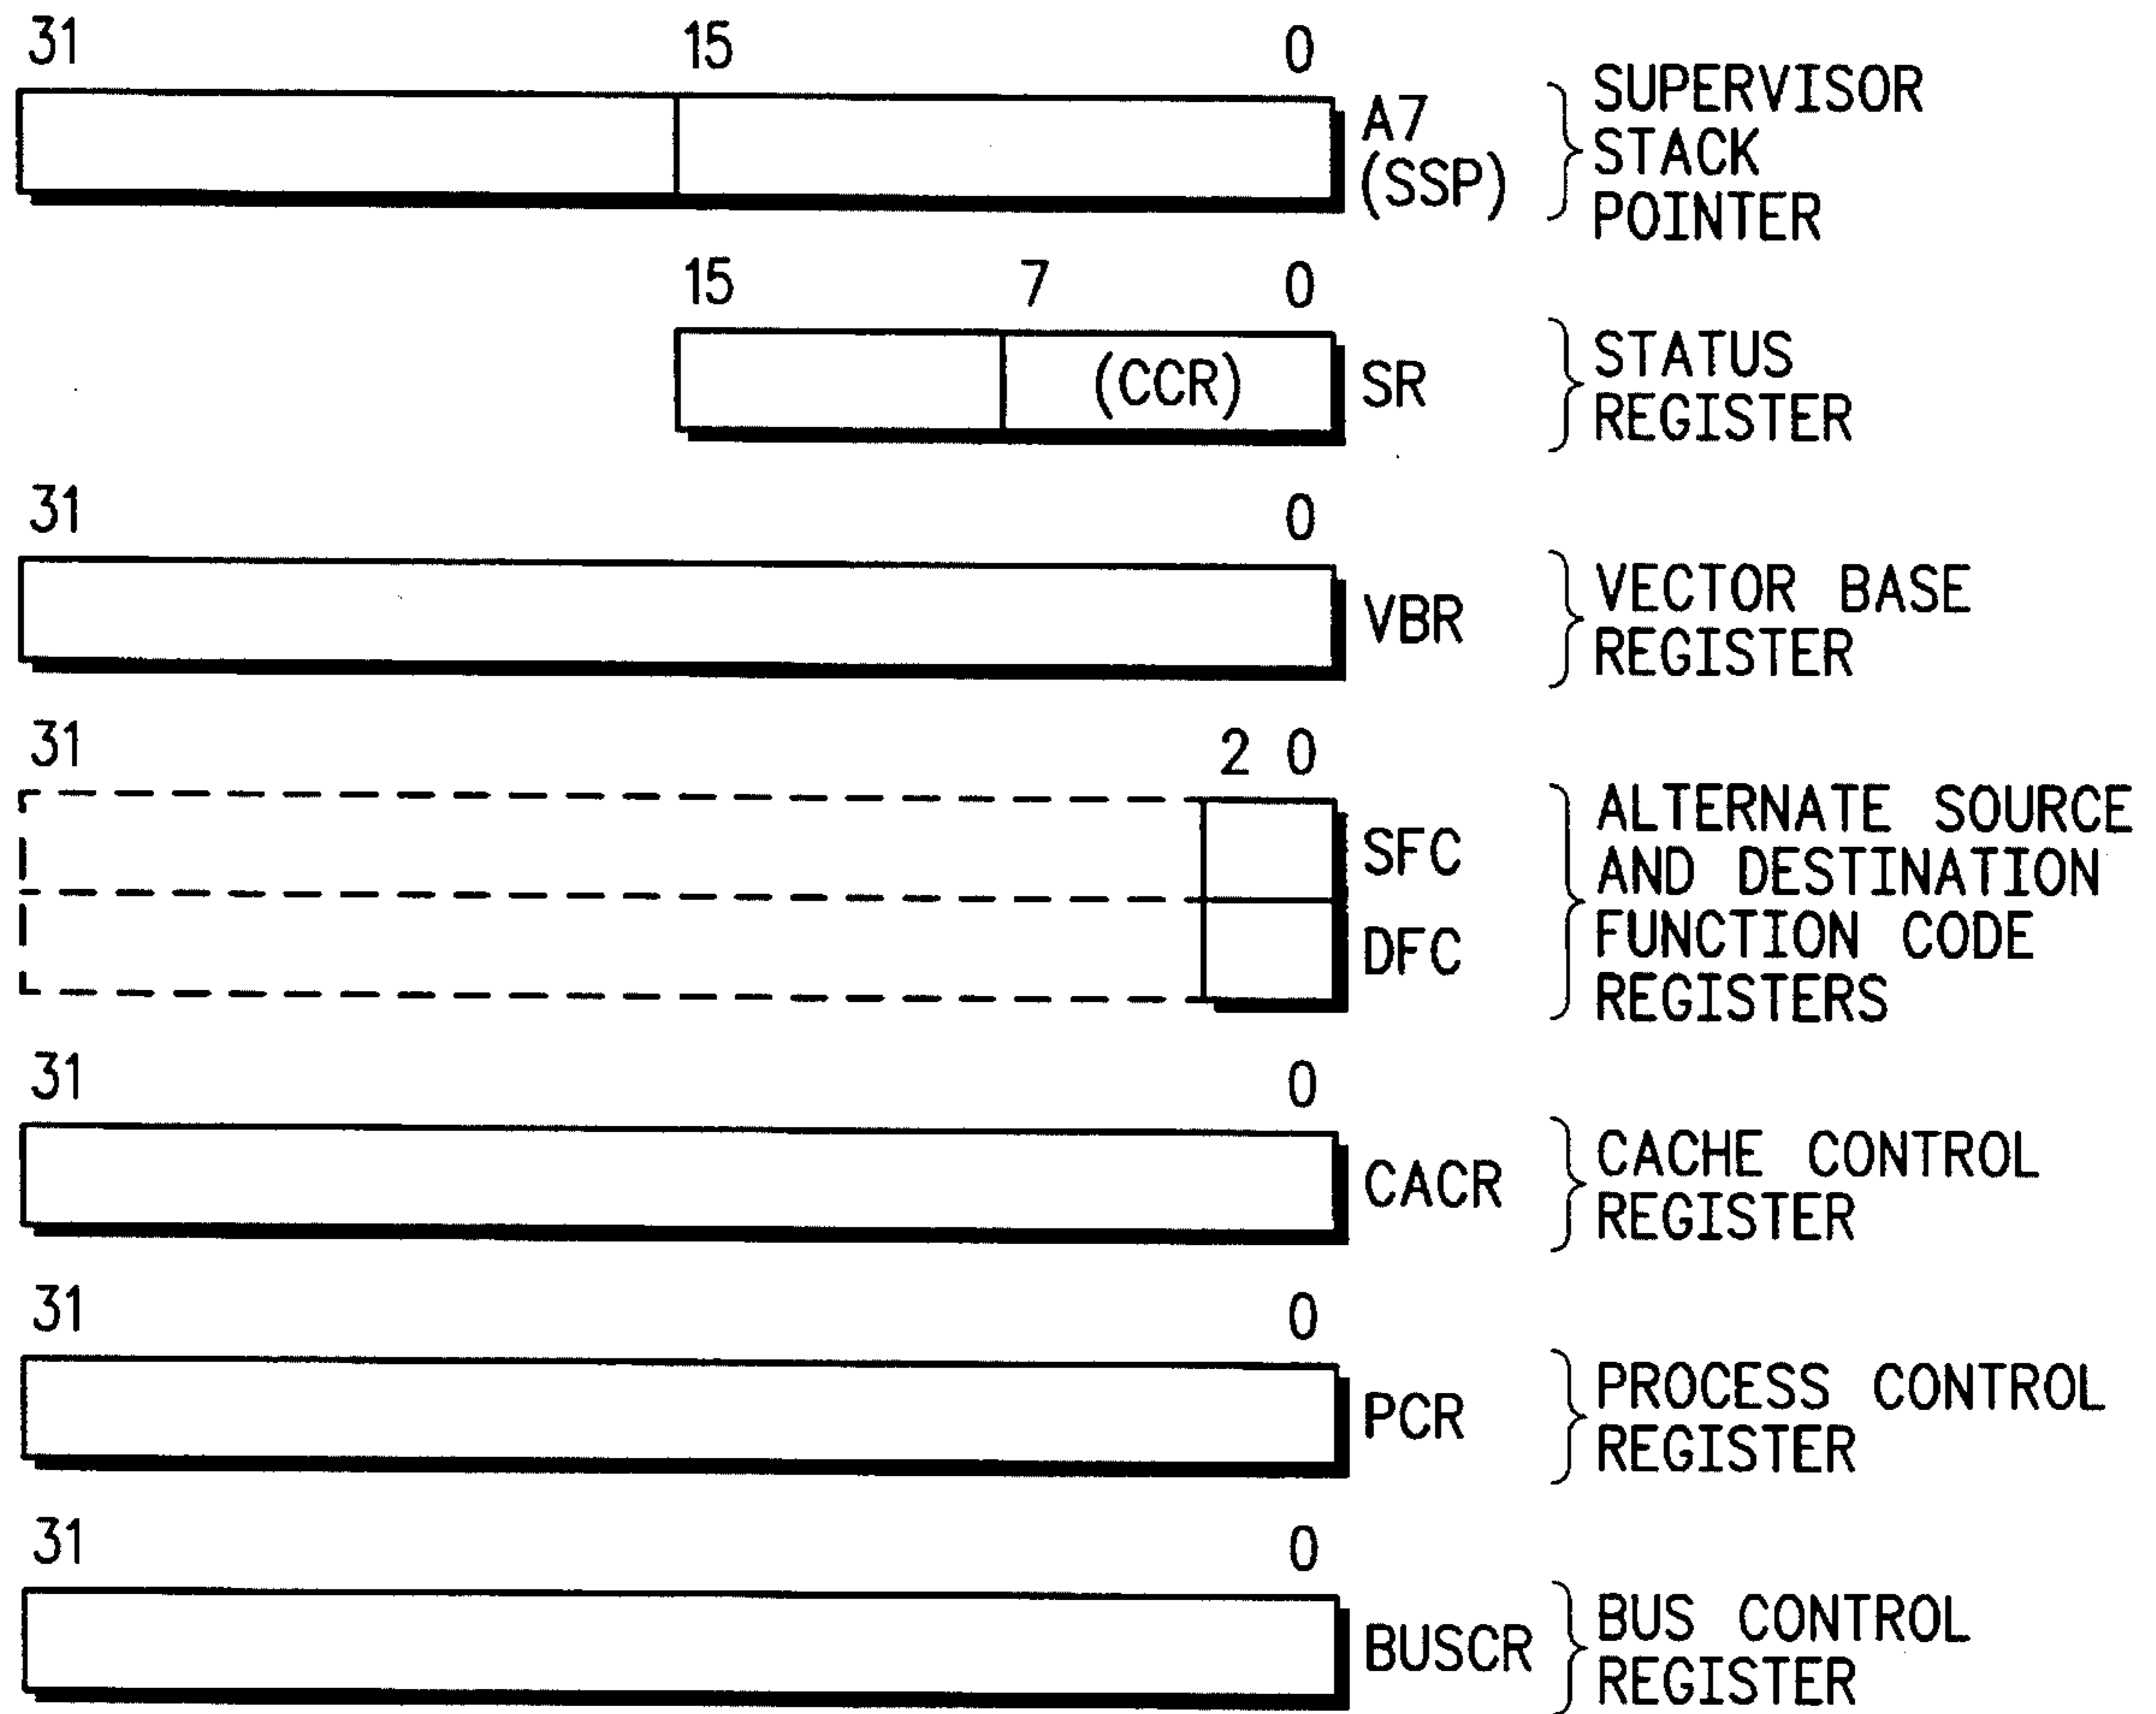 31 15 0
A7
(SSP)
SUPERVISOR
STACK
POINTER
15 7 0
(CCR)
SR
STATUS
REGISTER
31 0
VBR
VECTOR BASE
REGISTER
31 2 0
SFC
DFC
ALTERNATE SOURCE
AND DESTINATION
FUNCTION CODE
REGISTERS
31 0
CACR
CACHE CONTROL
REGISTER
31 0
PCR
PROCESS CONTROL
REGISTER
31 0
BUSCR
BUS CONTROL
REGISTER